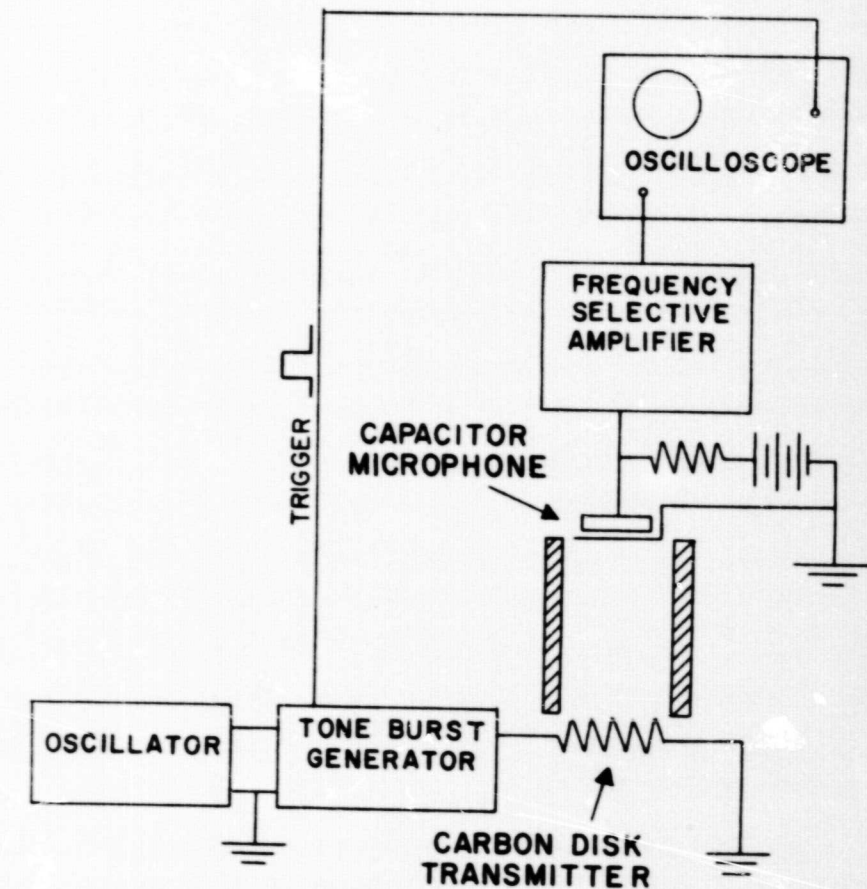 OSCILLOSCOPE
FREQUENCY
SELECTIVE
AMPLIFIER
CAPACITOR
MICROPHONE
TRIGGER
OSCILLATOR
TONE BURST
GENERATOR
CARBON DISK
TRANSMITTER